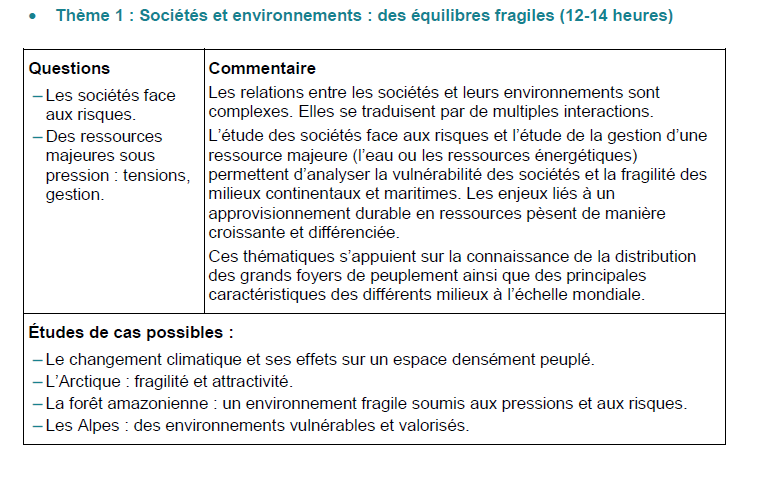 • Thème 1 : Sociétés et environnements : des équilibres fragiles (12-14 heures)
Questions
– Les sociétés face
aux risques.
– Des ressources
majeures sous
pression : tensions,
gestion.
Commentaire
Les relations entre les sociétés et leurs environnements sont
complexes. Elles se traduisent par de multiples interactions.
L’étude des sociétés face aux risques et l’étude de la gestion d’une
ressource majeure (l’eau ou les ressources énergétiques)
permettent d’analyser la vulnérabilité des sociétés et la fragilité des
milieux continentaux et maritimes. Les enjeux liés à un
approvisionnement durable en ressources pèsent de manière
croissante et différenciée.
Ces thématiques s’appuient sur la connaissance de la distribution
des grands foyers de peuplement ainsi que des principales
caractéristiques des différents milieux à l’échelle mondiale.
Études de cas possibles :
– Le changement climatique et ses effets sur un espace densément peuplé.
– L’Arctique : fragilité et attractivité.
– La forêt amazonienne : un environnement fragile soumis aux pressions et aux risques.
– Les Alpes : des environnements vulnérables et valorisés.